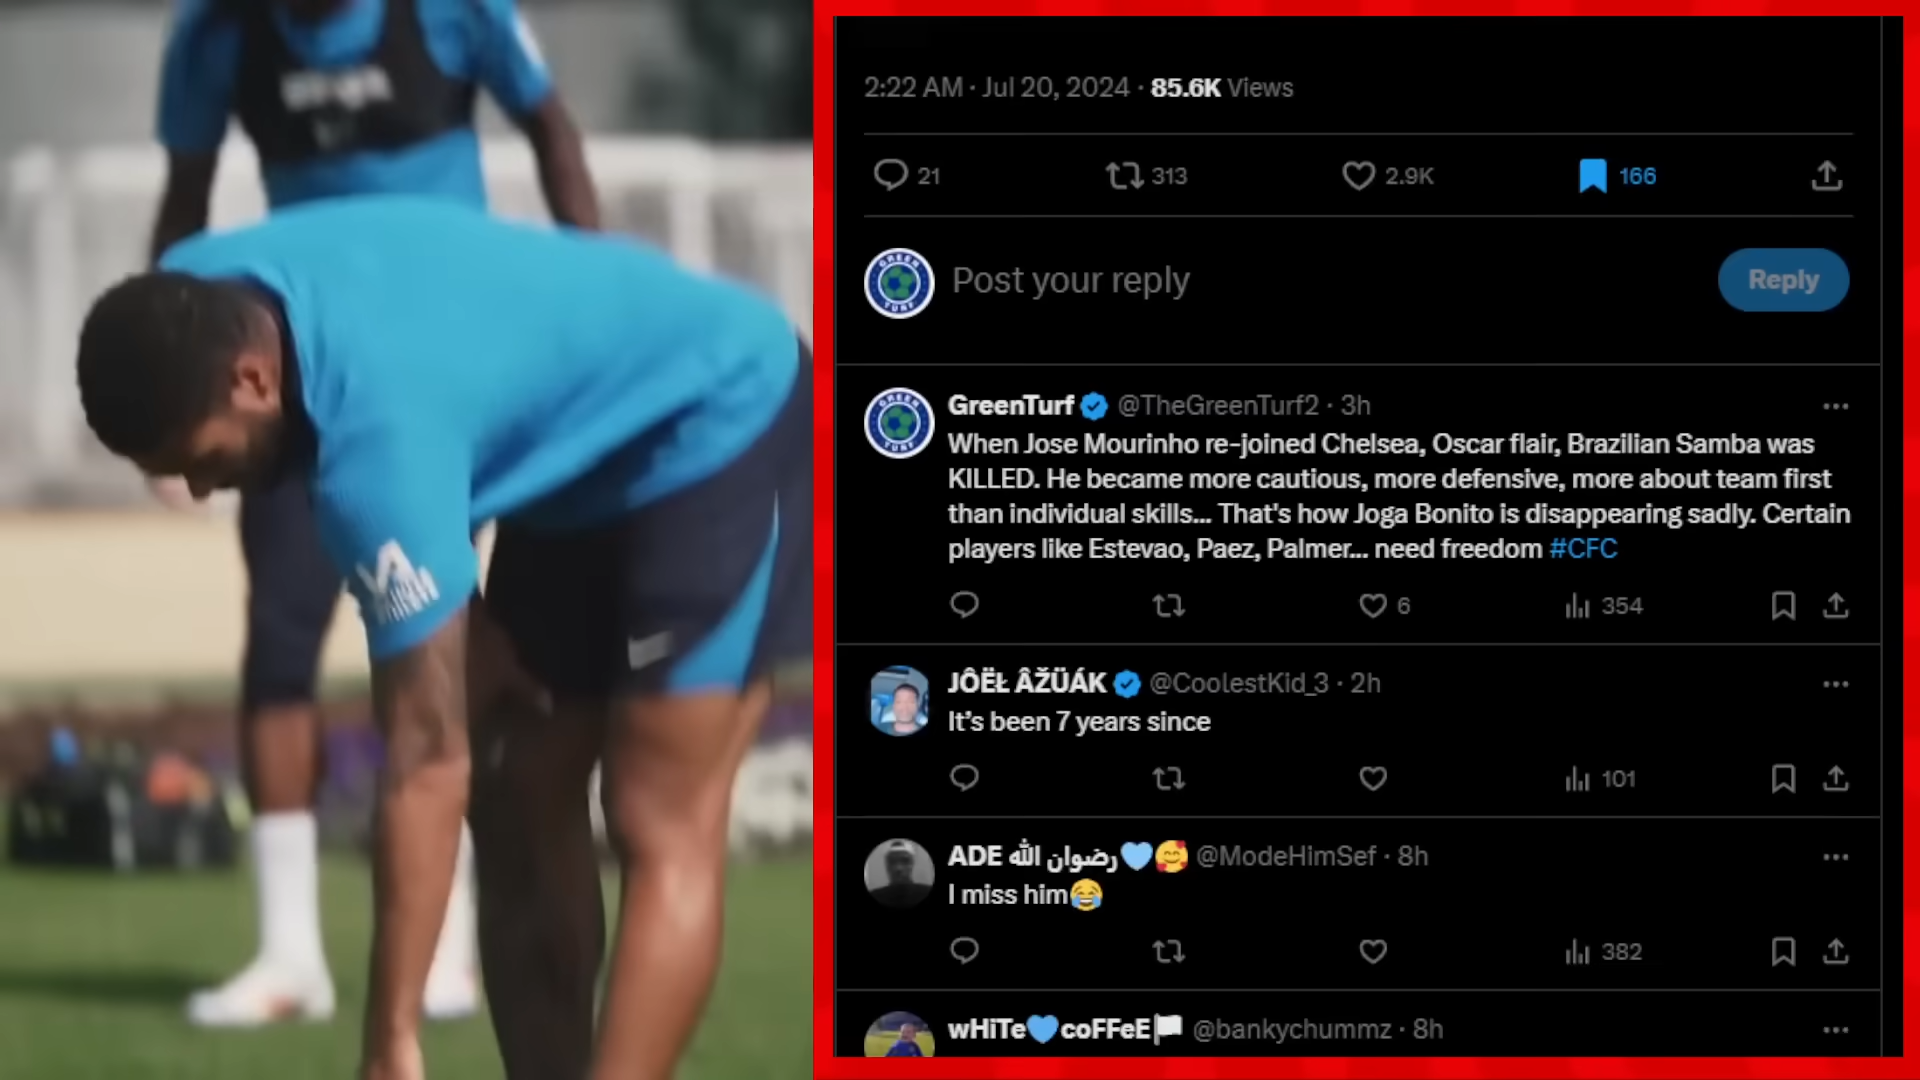 2:22 AM · Jul 20, 2024 · 85.6K Views
21 313 2.9K 166
GREEN TURF
Post your reply
Reply
GREEN TURF
GreenTurf @TheGreenTurf2 · 3h
When Jose Mourinho re-joined Chelsea, Oscar flair, Brazilian Samba was
KILLED. He became more cautious, more defensive, more about team first
than individual skills... That's how Joga Bonito is disappearing sadly. Certain
players like Estevao, Paez, Palmer... need freedom #CFC
6 354
JÔËŁ ÂŽÜÁK @CoolestKid_3 · 2h
It's been 7 years since
101
ADE رضوان الله💙🥰 @ModeHimSef · 8h
I miss him😂
382
wHiTe💙coFFeE🏳 @bankychummz · 8h